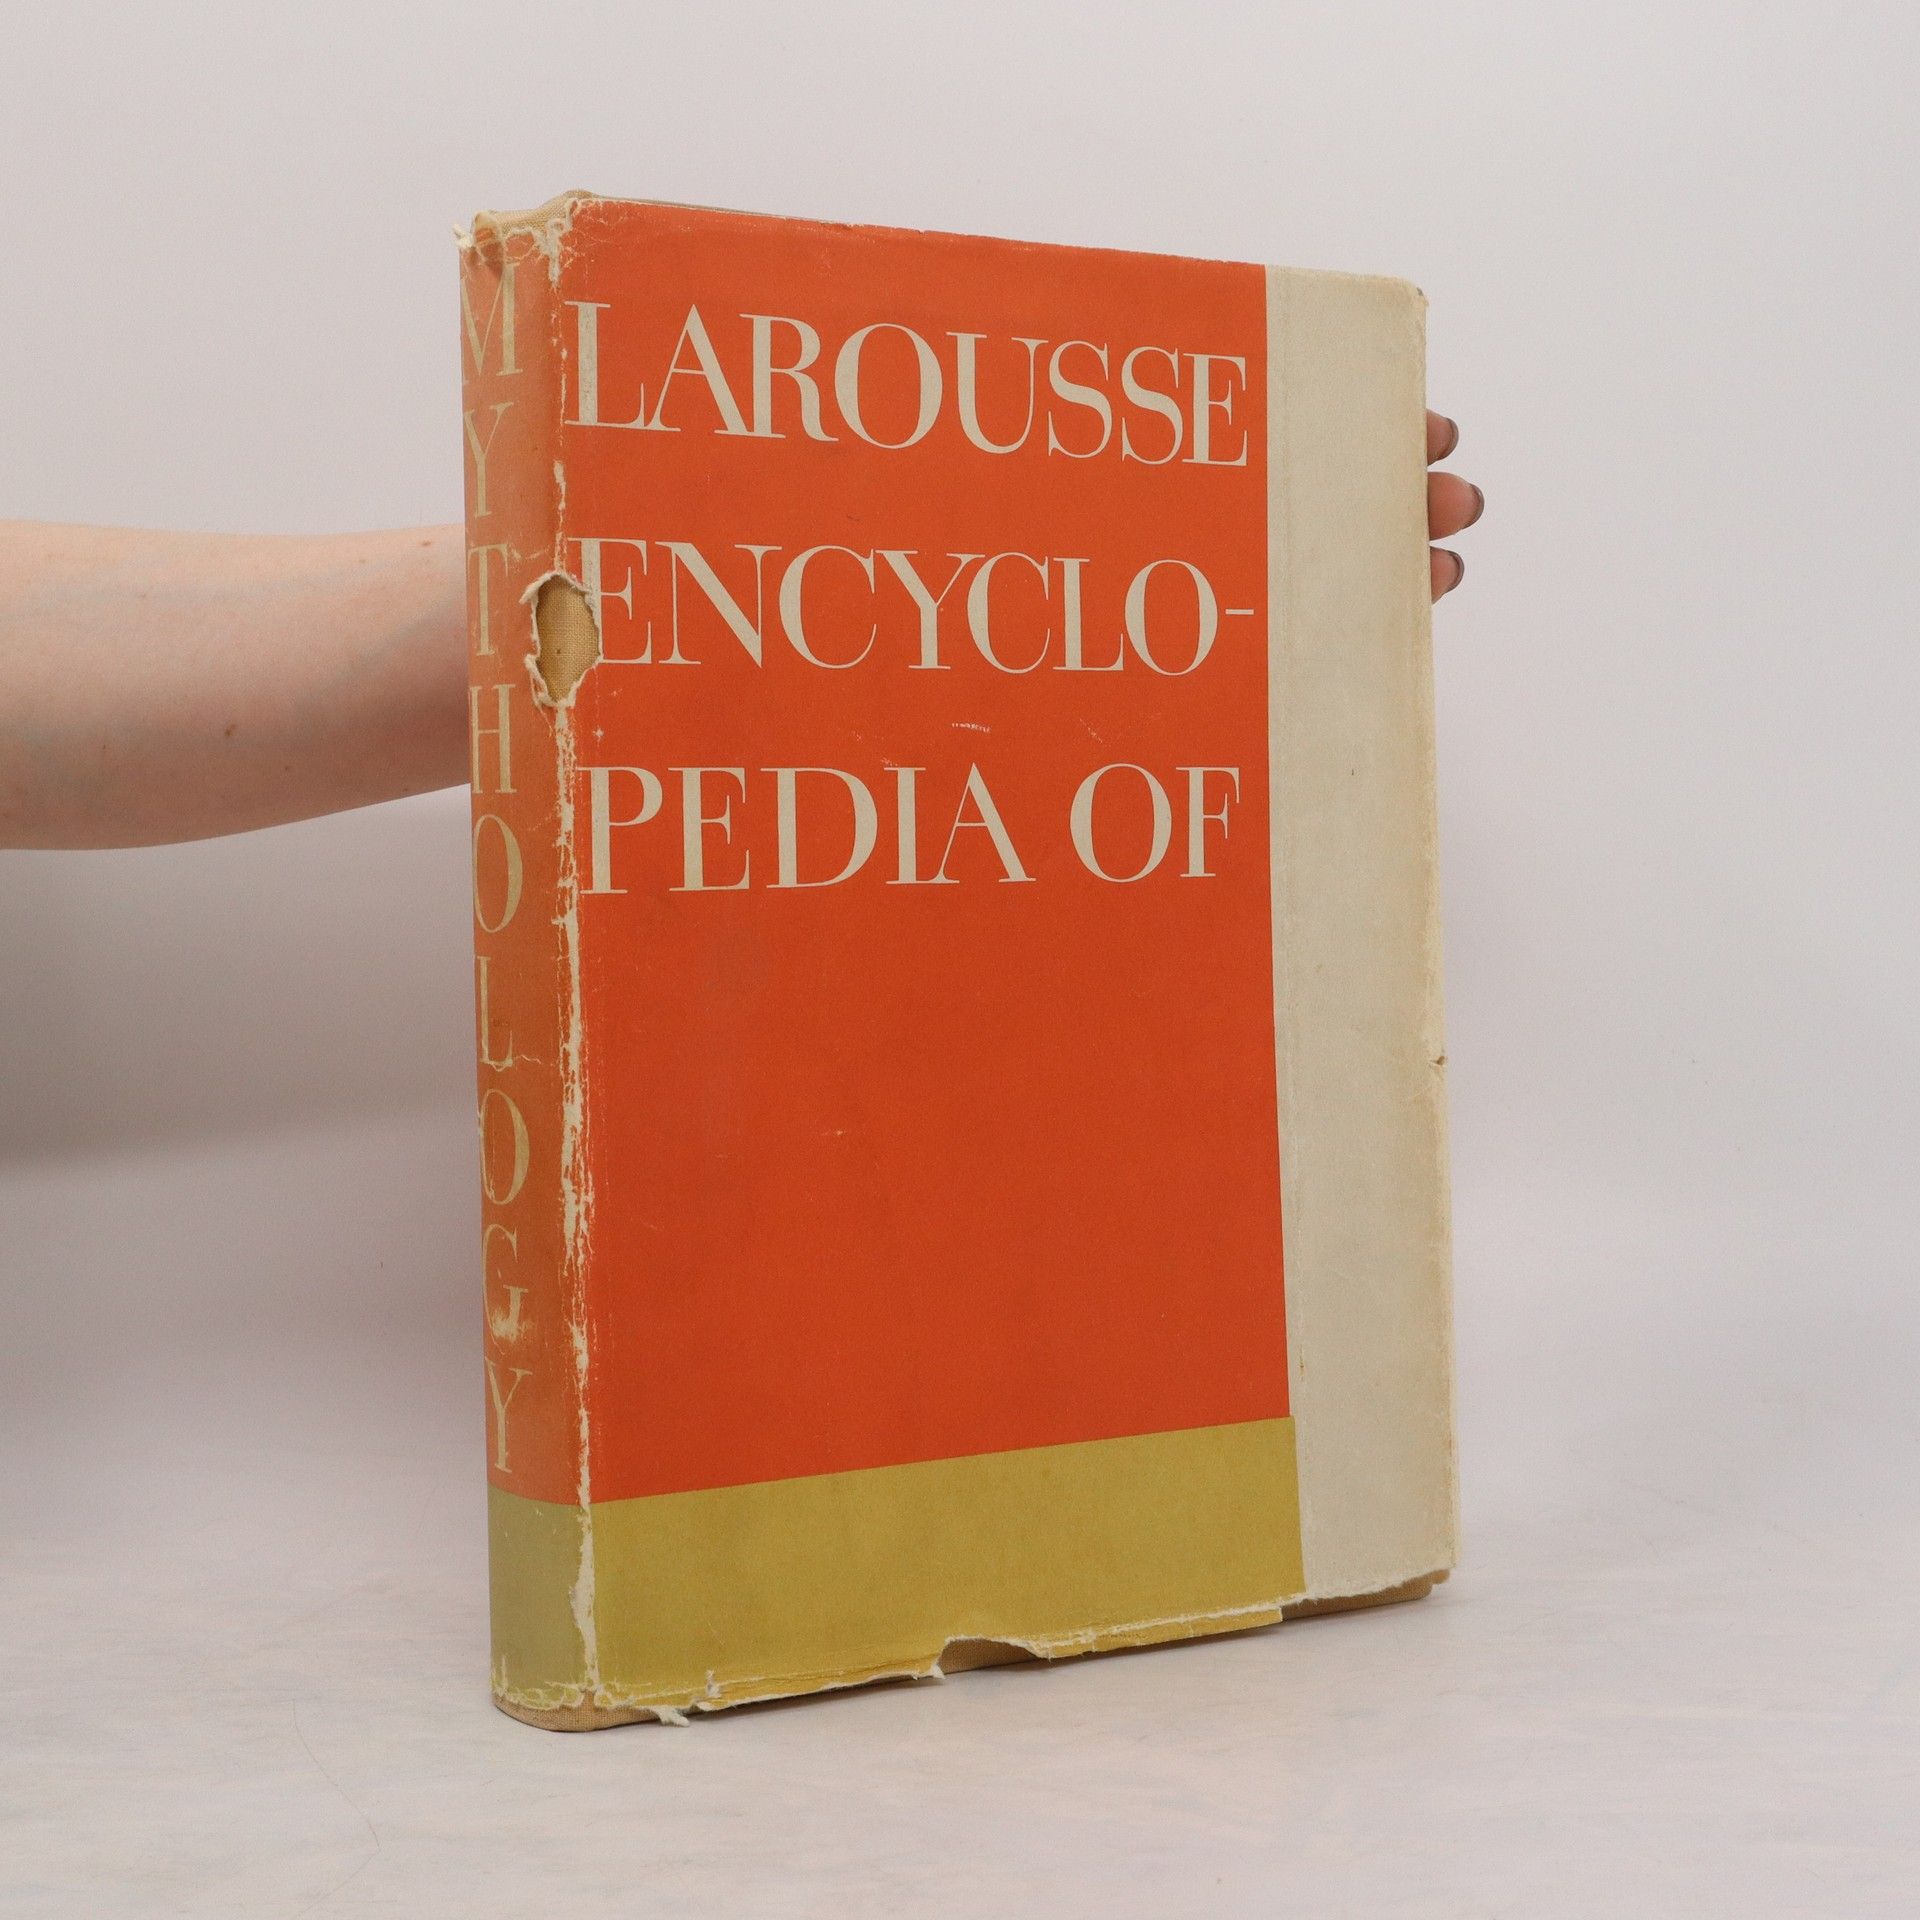 LAROUSSE
ENCYCLO-
PEDIA OF
MYTHOLOGY